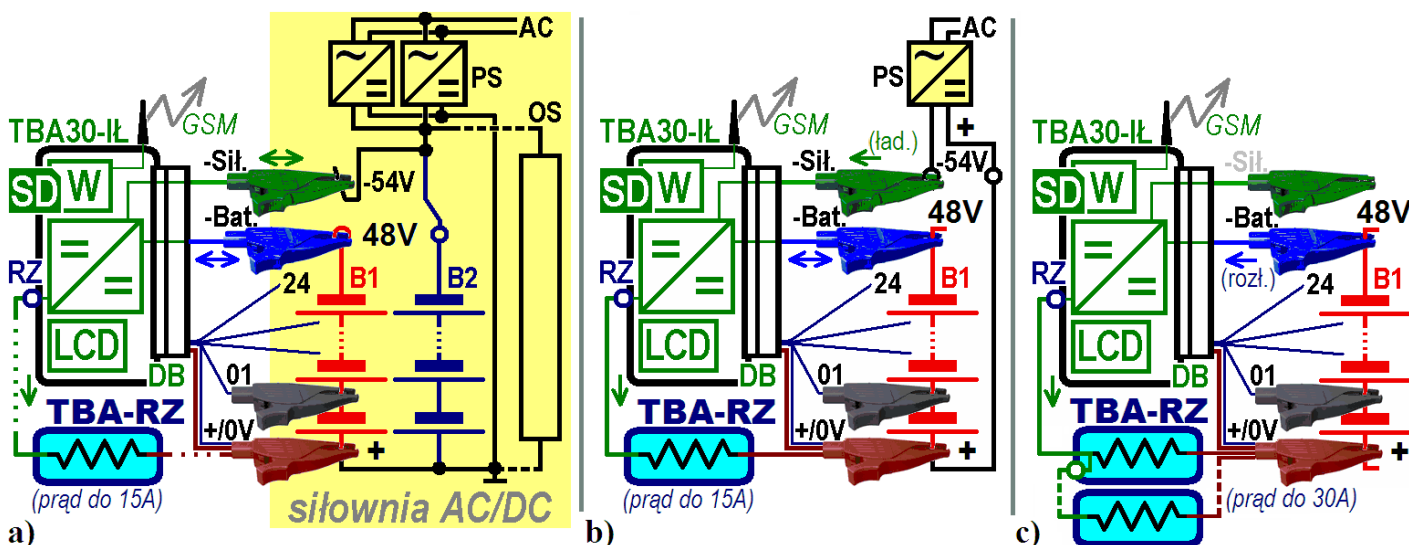 AC
PS
OS
GSM
TBA30-IŁ
-Sił.
-54V
SD
W
-Bat.
48V
RZ
24
B1
B2
LCD
DB
01
TBA-RZ
+/0V
+
(prąd do 15A)
siłownia AC/DC
a)
AC
PS
+
GSM
TBA30-IŁ
(ład.)
-Sił.
-54V
SD
W
-Bat.
48V
RZ
24
B1
LCD
DB
01
TBA-RZ
+/0V
+
(prąd do 15A)
b)
GSM
TBA30-IŁ
-Sił.
SD
W
-Bat.
48V
(rozł.)
RZ
24
B1
LCD
DB
01
TBA-RZ
+/0V
+
(prąd do 30A)
c)